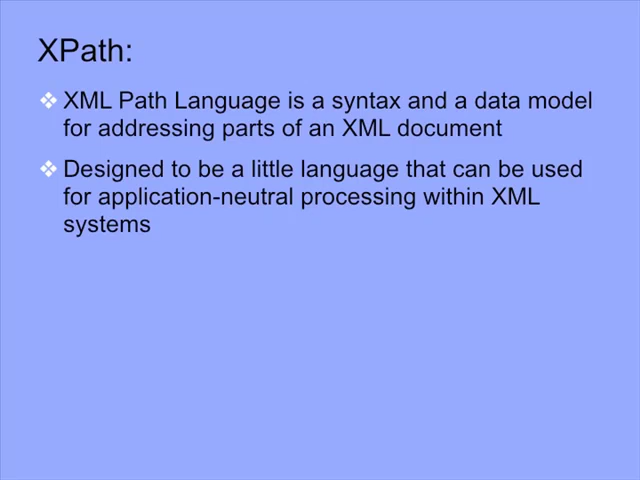 XPath:
❖ XML Path Language is a syntax and a data model
for addressing parts of an XML document
❖ Designed to be a little language that can be used
for application-neutral processing within XML
systems